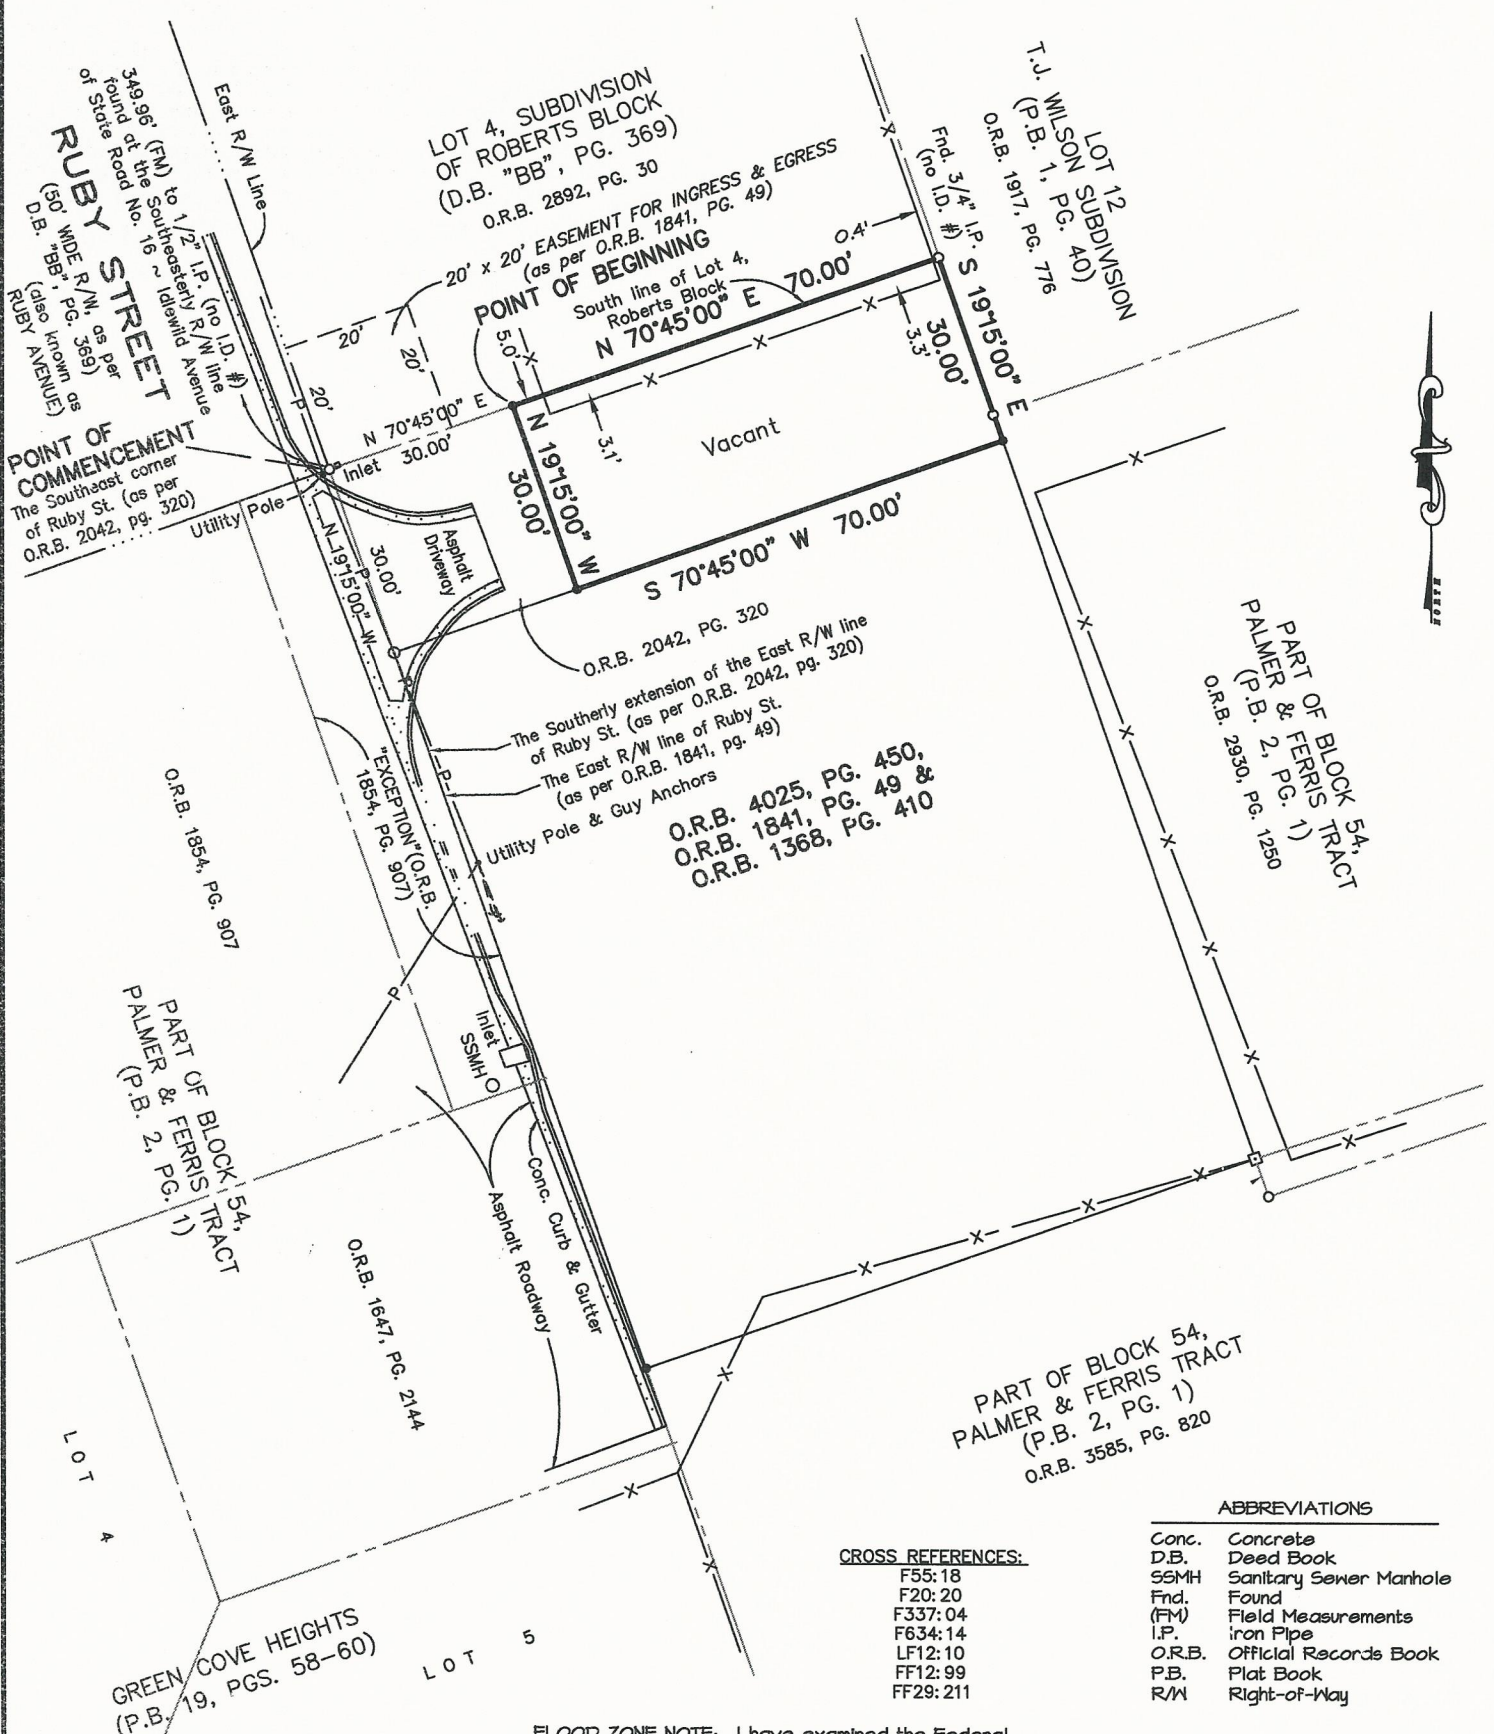 East R/W Line
349.96' (FM) to 1/2" I.P. (no I.D. #)
found at the Southeasterly R/W line
of State Road No. 16 ~ Idlewild Avenue
RUBY STREET
(50' WIDE R/W, as per
D.B. "BB", PG. 369)
(also known as
RUBY AVENUE)
POINT OF
COMMENCEMENT
The Southeast corner
of Ruby St. (as per
O.R.B. 2042, pg. 320)
LOT 4, SUBDIVISION
OF ROBERTS BLOCK
(D.B. "BB", PG. 369)
O.R.B. 2892, PG. 30
20' x 20' EASEMENT FOR INGRESS & EGRESS
(as per O.R.B. 1841, PG. 49)
POINT OF BEGINNING
South line of Lot 4,
Roberts Block
N 70°45'00" E 70.00'
0.4'
Fnd. 3/4" I.P.
(no I.D. #)
LOT 12
T.J. WILSON SUBDIVISION
(P.B. 1, PG. 40)
O.R.B. 1917, PG. 776
S 19°15'00" E
30.00'
3.3'
20'
20'
20'
5.0'
P
N 70°45'00" E
30.00'
Inlet
Utility Pole
3.1'
Vacant
N 19°15'00" W
30.00'
S 70°45'00" W 70.00'
N 19°15'00" W
30.00'
P
Asphalt
Driveway
O.R.B. 2042, PG. 320
The Southerly extension of the East R/W line
of Ruby St. (as per O.R.B. 2042, pg. 320)
The East R/W line of Ruby St.
(as per O.R.B. 1841, pg. 49)
Utility Pole & Guy Anchors
P
"EXCEPTION" (O.R.B.
1854, PG. 907)
O.R.B. 4025, PG. 450,
O.R.B. 1841, PG. 49 &
O.R.B. 1368, PG. 410
NORTH
PART OF BLOCK 54,
PALMER & FERRIS TRACT
(P.B. 2, PG. 1)
O.R.B. 2930, PG. 1250
O.R.B. 1854, PG. 907
P
PART OF BLOCK 54,
PALMER & FERRIS TRACT
(P.B. 2, PG. 1)
Inlet
SSMH
Conc. Curb & Gutter
Asphalt Roadway
O.R.B. 1647, PG. 2144
LOT 4
LOT 5
GREEN COVE HEIGHTS
(P.B. 19, PGS. 58-60)
PART OF BLOCK 54,
PALMER & FERRIS TRACT
(P.B. 2, PG. 1)
O.R.B. 3585, PG. 820
CROSS REFERENCES:
F55:18
F20:20
F337:04
F634:14
LF12:10
FF12:99
FF29:211
ABBREVIATIONS
Conc. Concrete
D.B. Deed Book
SSMH Sanitary Sewer Manhole
Fnd. Found
(FM) Field Measurements
I.P. Iron Pipe
O.R.B. Official Records Book
P.B. Plat Book
R/W Right-of-Way
FLOOD ZONE NOTE: I have examined the Federal